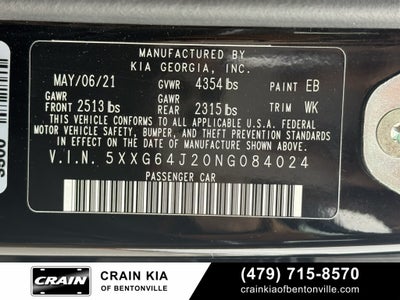 MANUFACTURED BY
KIA GEORGIA, INC.
MAY/06/21 GVWR 4354 lbs PAINT EB
GAWR GAWR
FRONT 2513 lbs REAR 2315 lbs TRIM WK
THIS VEHICLE CONFORMS TO ALL APPLICABLE U.S.A. FEDERAL
MOTOR VEHICLE SAFETY, BUMPER, AND THEFT PREVENTION
STANDARDS IN EFFECT ON THE DATE OF MANUFACTURE SHOWN ABOVE.
V.I.N. 5XXG64J20NG084024
PASSENGER CAR
CRAIN
CRAIN KIA
OF BENTONVILLE
(479) 715-8570
crainkiaofbentonville.com